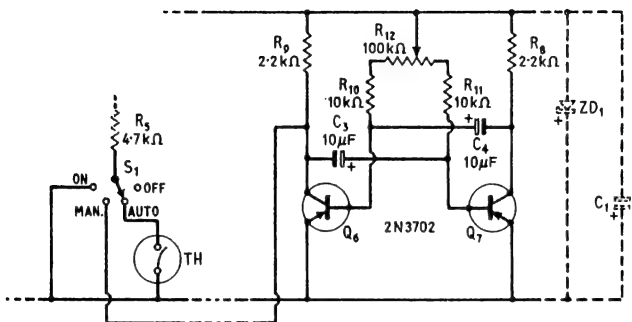 R9
2.2kΩ
R12
100kΩ
R8
2.2kΩ
R10
10kΩ
R11
10kΩ
C3
10μF
+
+
C4
10μF
R5
4.7kΩ
S1
ON
OFF
MAN.
AUTO
TH
Q6
2N3702
Q7
ZD1
+
C1
+